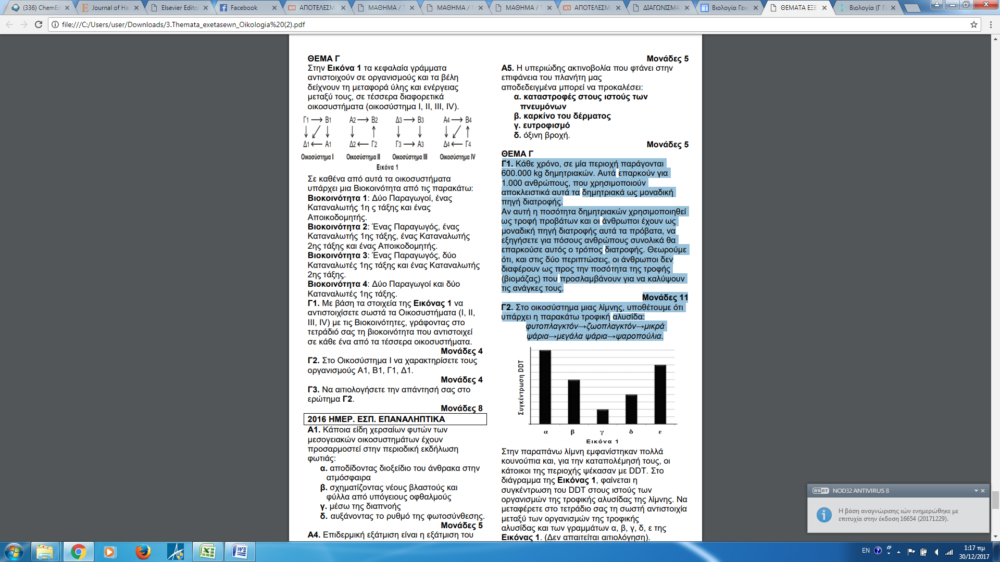 (336) ChemEn
Journal of Ha
Elsevier Edito
Facebook
ΑΠΟΤΕΛΕΣΜ
ΜΑΘΗΜΑ / Τ
ΜΑΘΗΜΑ / Τ
ΜΑΘΗΜΑ / Τ
ΑΠΟΤΕΛΕΣΜ
ΔΙΑΓΩΝΙΣΜΑ
Βιολογία Γενι
ΘΕΜΑΤΑ ΕΞΕ
Βιολογία (Γ Γ
file:///C:/Users/user/Downloads/3.Themata_exetasewn_Oikologia%20(2).pdf
ΘΕΜΑ Γ
Στην Εικόνα 1 τα κεφαλαία γράμματα
αντιστοιχούν σε οργανισμούς και τα βέλη
δείχνουν τη μεταφορά ύλης και ενέργειας
μεταξύ τους, σε τέσσερα διαφορετικά
οικοσυστήματα (οικοσύστημα I, II, III, IV).
Γ1 → Β1 Α2 → Β2 Δ3 → Β3 Α4 → Β4
Δ1 ← Α1 Δ2 ← Γ2 Γ3 → Α3 Δ4 ← Γ4
Οικοσύστημα I Οικοσύστημα II Οικοσύστημα III Οικοσύστημα IV
Εικόνα 1
Σε καθένα από αυτά τα οικοσυστήματα
υπάρχει μια Βιοκοινότητα από τις παρακάτω:
Βιοκοινότητα 1: Δύο Παραγωγοί, ένας
Καταναλωτής 1η ς τάξης και ένας
Αποικοδομητής.
Βιοκοινότητα 2: Ένας Παραγωγός, ένας
Καταναλωτής 1ης τάξης, ένας Καταναλωτής
2ης τάξης και ένας Αποικοδομητής.
Βιοκοινότητα 3: Ένας Παραγωγός, δύο
Καταναλωτές 1ης τάξης και ένας Καταναλωτής
2ης τάξης.
Βιοκοινότητα 4: Δύο Παραγωγοί και δύο
Καταναλωτές 1ης τάξης.
Γ1. Με βάση τα στοιχεία της Εικόνας 1 να
αντιστοιχίσετε σωστά τα Οικοσυστήματα (I, II,
III, IV) με τις Βιοκοινότητες, γράφοντας στο
τετράδιό σας τη βιοκοινότητα που αντιστοιχεί
σε κάθε ένα από τα τέσσερα οικοσυστήματα.
Μονάδες 4
Γ2. Στο Οικοσύστημα I να χαρακτηρίσετε τους
οργανισμούς Α1, Β1, Γ1, Δ1.
Μονάδες 4
Γ3. Να αιτιολογήσετε την απάντησή σας στο
ερώτημα Γ2.
Μονάδες 8
2016 ΗΜΕΡ. ΕΣΠ. ΕΠΑΝΑΛΗΠΤΙΚΑ
Α1. Κάποια είδη χερσαίων φυτών των
μεσογειακών οικοσυστημάτων έχουν
προσαρμοστεί στην περιοδική εκδήλωση
φωτιάς:
α. αποδίδοντας διοξείδιο του άνθρακα στην
ατμόσφαιρα
β. σχηματίζοντας νέους βλαστούς και
φύλλα από υπόγειους οφθαλμούς
γ. μέσω της διαπνοής
δ. αυξάνοντας το ρυθμό της φωτοσύνθεσης.
Μονάδες 5
Α4. Επιδερμική εξάτμιση είναι η εξάτμιση του
Μονάδες 5
Α5. Η υπεριώδης ακτινοβολία που φτάνει στην
επιφάνεια του πλανήτη μας
αποδεδειγμένα μπορεί να προκαλέσει:
α. καταστροφές στους ιστούς των
πνευμόνων
β. καρκίνο του δέρματος
γ. ευτροφισμό
δ. όξινη βροχή.
Μονάδες 5
ΘΕΜΑ Γ
Γ1. Κάθε χρόνο, σε μία περιοχή παράγονται
600.000 kg δημητριακών. Αυτά επαρκούν για
1.000 ανθρώπους, που χρησιμοποιούν
αποκλειστικά αυτά τα δημητριακά ως μοναδική
πηγή διατροφής.
Αν αυτή η ποσότητα δημητριακών χρησιμοποιηθεί
ως τροφή προβάτων και οι άνθρωποι έχουν ως
μοναδική πηγή διατροφής αυτά τα πρόβατα, να
εξηγήσετε για πόσους ανθρώπους συνολικά θα
επαρκούσε αυτός ο τρόπος διατροφής. Θεωρούμε
ότι, και στις δύο περιπτώσεις, οι άνθρωποι δεν
διαφέρουν ως προς την ποσότητα της τροφής
(βιομάζας) που προσλαμβάνουν για να καλύψουν
τις ανάγκες τους.
Μονάδες 11
Γ2. Στο οικοσύστημα μιας λίμνης, υποθέτουμε ότι
υπάρχει η παρακάτω τροφική αλυσίδα:
φυτοπλαγκτόν→ζωοπλαγκτόν→μικρά
ψάρια→μεγάλα ψάρια→ψαροπούλια.
Συγκέντρωση DDT
α β γ δ ε
Εικόνα 1
Στην παραπάνω λίμνη εμφανίστηκαν πολλά
κουνούπια και, για την καταπολέμησή τους, οι
κάτοικοι της περιοχής ψέκασαν με DDT. Στο
διάγραμμα της Εικόνας 1, φαίνεται η
συγκέντρωση του DDT στους ιστούς των
οργανισμών της τροφικής αλυσίδας της λίμνης. Να
μεταφέρετε στο τετράδιο σας τη σωστή αντιστοιχία
μεταξύ των οργανισμών της τροφικής
αλυσίδας και των γραμμάτων α, β, γ, δ, ε της
Εικόνας 1. (Δεν απαιτείται αιτιολόγηση).
eset NOD32 ANTIVIRUS 8
Η βάση αναγνώρισης ιών ενημερώθηκε με
επιτυχία στην έκδοση 16654 (20171229).
EN
1:17 πμ
30/12/2017